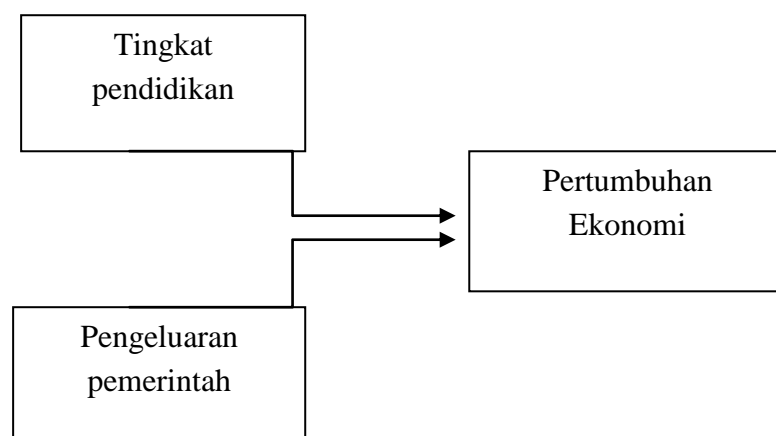 Tingkat
pendidikan
Pertumbuhan
Ekonomi
Pengeluaran
pemerintah